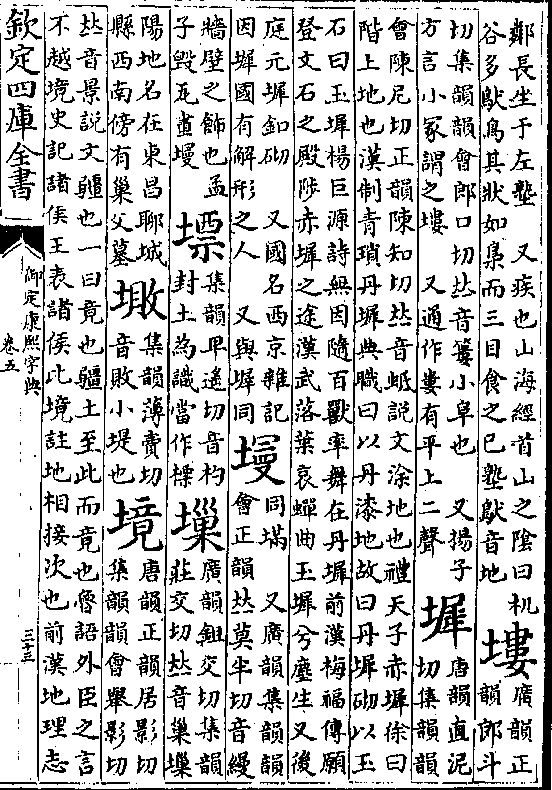 鄰長坐于左塾　又疾也山海經首山之陰曰机
谷多䳃鳥其狀如梟而三目食之已墊䳃音地
塿
廣韻正
韻郎斗
切集韻韻會郎口切𠀤音簍小阜也　又揚子
方言小冢謂之塿　又通作婁有平上二聲
墀
唐韻直泥
切集韻韻
會陳尼切正韻陳知切𠀤音蚳說文涂地也禮天子赤墀徐曰
階上地也漢制青瑣丹墀典職曰以丹漆地故曰丹墀砌以玉
石曰玉墀楊巨源詩無因隨百獸率舞在丹墀前漢梅福傳願
登文石之殿陟赤墀之途漢武落葉哀蟬曲玉墀兮塵生又後
庭元墀釦砌　又國名西京雜記
因墀國有解形之人　又與墀同
墁
同㙢　又廣韻集韻韻
會正韻𠀤莫半切音縵
牆壁之飾也孟
子毀瓦畫墁
墂
集韻卑遙切音杓
封土為識當作標
墲
廣韻鉏交切集韻
莊交切𠀤音巢墲
陽地名在東昌聊城
縣西南傍有巢父墓
㙸
集韻薄賣切
音敗小堤也
境
唐韻正韻居影切
集韻韻會舉影切
𠀤音景說文疆也一曰竟也疆土至此而竟也魯語外臣之言
不越境史記諸侯王表諸侯比境註地相接次也前漢地理志
欽定四庫全書
御定康熙字典
卷五
三十三